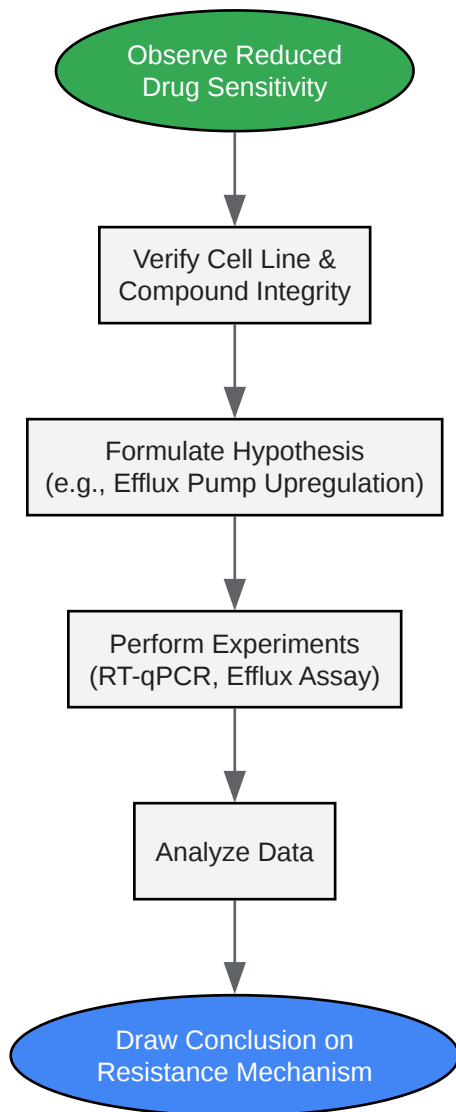 Observe Reduced
Drug Sensitivity
Verify Cell Line &
Compound Integrity
Formulate Hypothesis
(e.g., Efflux Pump Upregulation)
Perform Experiments
(RT-qPCR, Efflux Assay)
Analyze Data
Draw Conclusion on
Resistance Mechanism